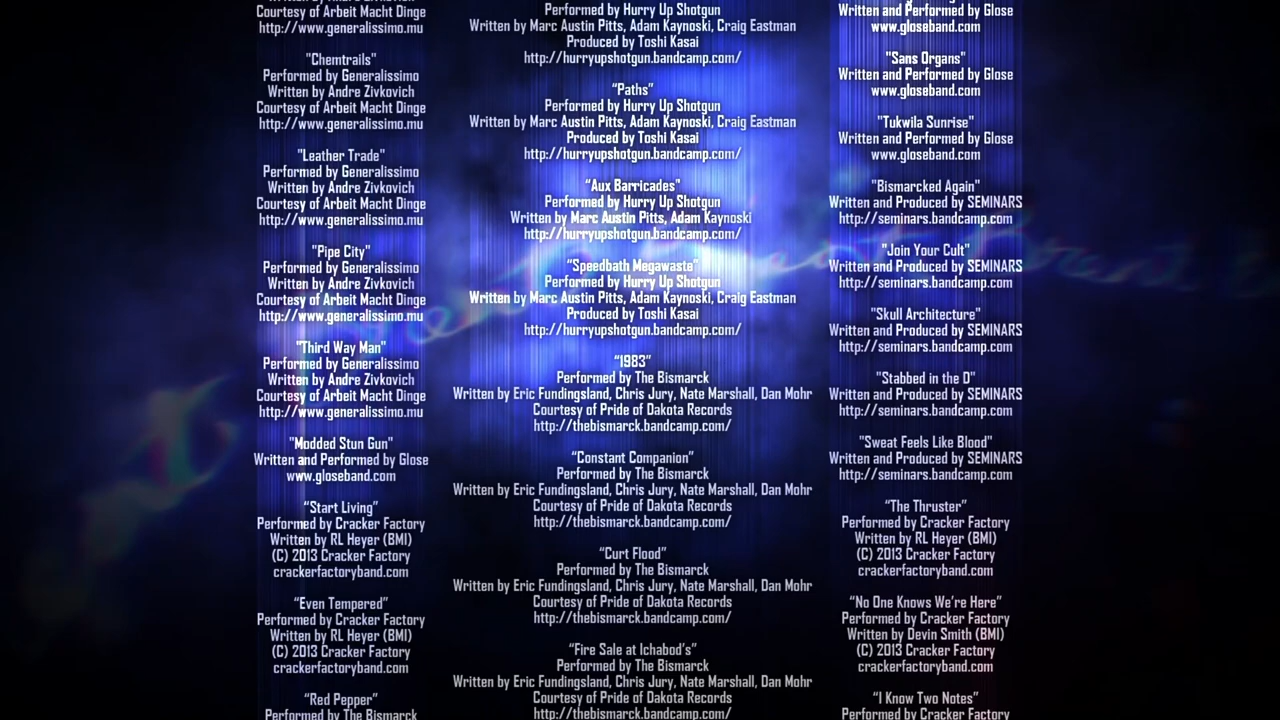 Courtesy of Arbeit Macht Dinge
http://www.generalissimo.mu
"Chemtrails"
Performed by Generalissimo
Written by Andre Zivkovich
Courtesy of Arbeit Macht Dinge
http://www.generalissimo.mu
"Leather Trade"
Performed by Generalissimo
Written by Andre Zivkovich
Courtesy of Arbeit Macht Dinge
http://www.generalissimo.mu
"Pipe City"
Performed by Generalissimo
Written by Andre Zivkovich
Courtesy of Arbeit Macht Dinge
http://www.generalissimo.mu
"Third Way Man"
Performed by Generalissimo
Written by Andre Zivkovich
Courtesy of Arbeit Macht Dinge
http://www.generalissimo.mu
"Modded Stun Gun"
Written and Performed by Glose
www.gloseband.com
“Start Living”
Performed by Cracker Factory
Written by RL Heyer (BMI)
(C) 2013 Cracker Factory
crackerfactoryband.com
“Even Tempered”
Performed by Cracker Factory
Written by RL Heyer (BMI)
(C) 2013 Cracker Factory
crackerfactoryband.com
“Red Pepper”
Performed by The Bismarck
Performed by Hurry Up Shotgun
Written by Marc Austin Pitts, Adam Kaynoski, Craig Eastman
Produced by Toshi Kasai
http://hurryupshotgun.bandcamp.com/
“Paths”
Performed by Hurry Up Shotgun
Written by Marc Austin Pitts, Adam Kaynoski, Craig Eastman
Produced by Toshi Kasai
http://hurryupshotgun.bandcamp.com/
“Aux Barricades”
Performed by Hurry Up Shotgun
Written by Marc Austin Pitts, Adam Kaynoski
http://hurryupshotgun.bandcamp.com/
“Speedbath Megawaste”
Performed by Hurry Up Shotgun
Written by Marc Austin Pitts, Adam Kaynoski, Craig Eastman
Produced by Toshi Kasai
http://hurryupshotgun.bandcamp.com/
“1983”
Performed by The Bismarck
Written by Eric Fundingsland, Chris Jury, Nate Marshall, Dan Mohr
Courtesy of Pride of Dakota Records
http://thebismarck.bandcamp.com/
“Constant Companion”
Performed by The Bismarck
Written by Eric Fundingsland, Chris Jury, Nate Marshall, Dan Mohr
Courtesy of Pride of Dakota Records
http://thebismarck.bandcamp.com/
“Curt Flood”
Performed by The Bismarck
Written by Eric Fundingsland, Chris Jury, Nate Marshall, Dan Mohr
Courtesy of Pride of Dakota Records
http://thebismarck.bandcamp.com/
“Fire Sale at Ichabod’s”
Performed by The Bismarck
Written by Eric Fundingsland, Chris Jury, Nate Marshall, Dan Mohr
Courtesy of Pride of Dakota Records
http://thebismarck.bandcamp.com/
Written and Performed by Glose
www.gloseband.com
"Sans Organs"
Written and Performed by Glose
www.gloseband.com
"Tukwila Sunrise"
Written and Performed by Glose
www.gloseband.com
"Bismarcked Again"
Written and Produced by SEMINARS
http://seminars.bandcamp.com
"Join Your Cult"
Written and Produced by SEMINARS
http://seminars.bandcamp.com
"Skull Architecture"
Written and Produced by SEMINARS
http://seminars.bandcamp.com
"Stabbed in the D"
Written and Produced by SEMINARS
http://seminars.bandcamp.com
"Sweat Feels Like Blood"
Written and Produced by SEMINARS
http://seminars.bandcamp.com
“The Thruster”
Performed by Cracker Factory
Written by RL Heyer (BMI)
(C) 2013 Cracker Factory
crackerfactoryband.com
“No One Knows We’re Here”
Performed by Cracker Factory
Written by Devin Smith (BMI)
(C) 2013 Cracker Factory
crackerfactoryband.com
“I Know Two Notes”
Performed by Cracker Factory